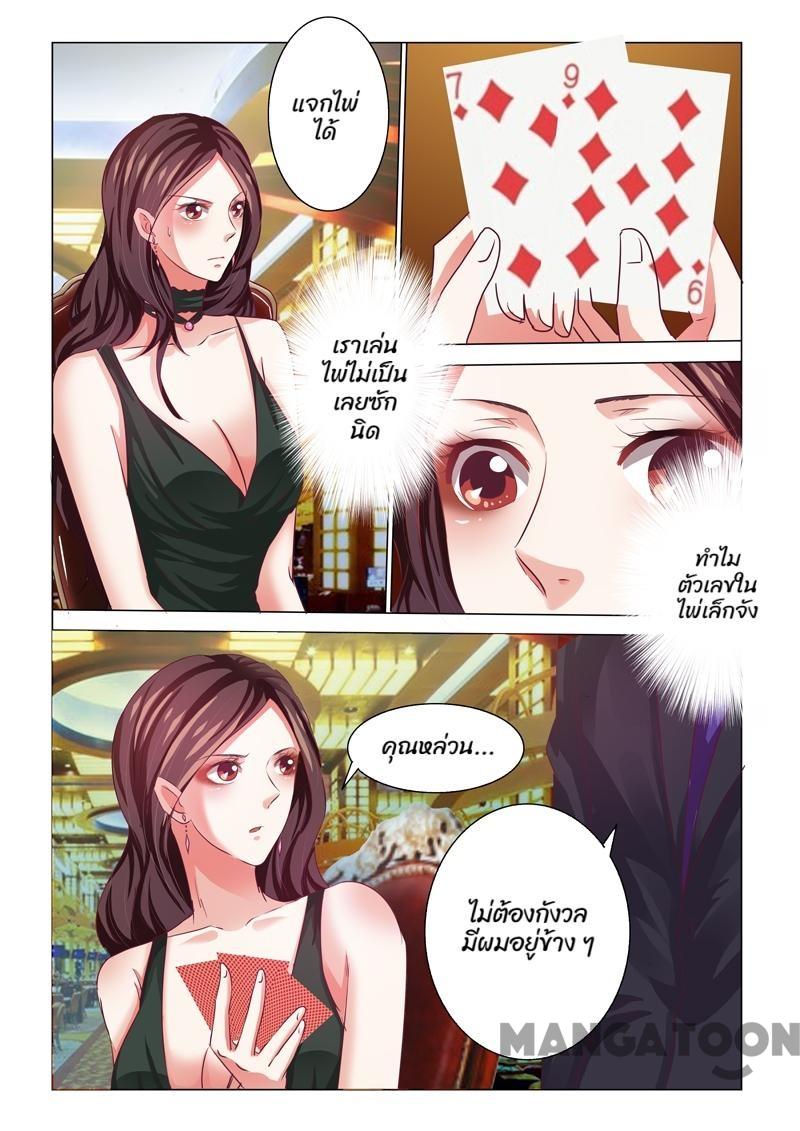 แจกไพ่
ได้
7
9
9
เราเล่น
ไพ่ไม่เป็น
เลยซัก
นิด
ทำไม
ตัวเลขใน
ไพ่เล็กจัง
คุณหล่วน...
ไม่ต้องกังวล
มีผมอยู่ข้าง ๆ
MANGATOON